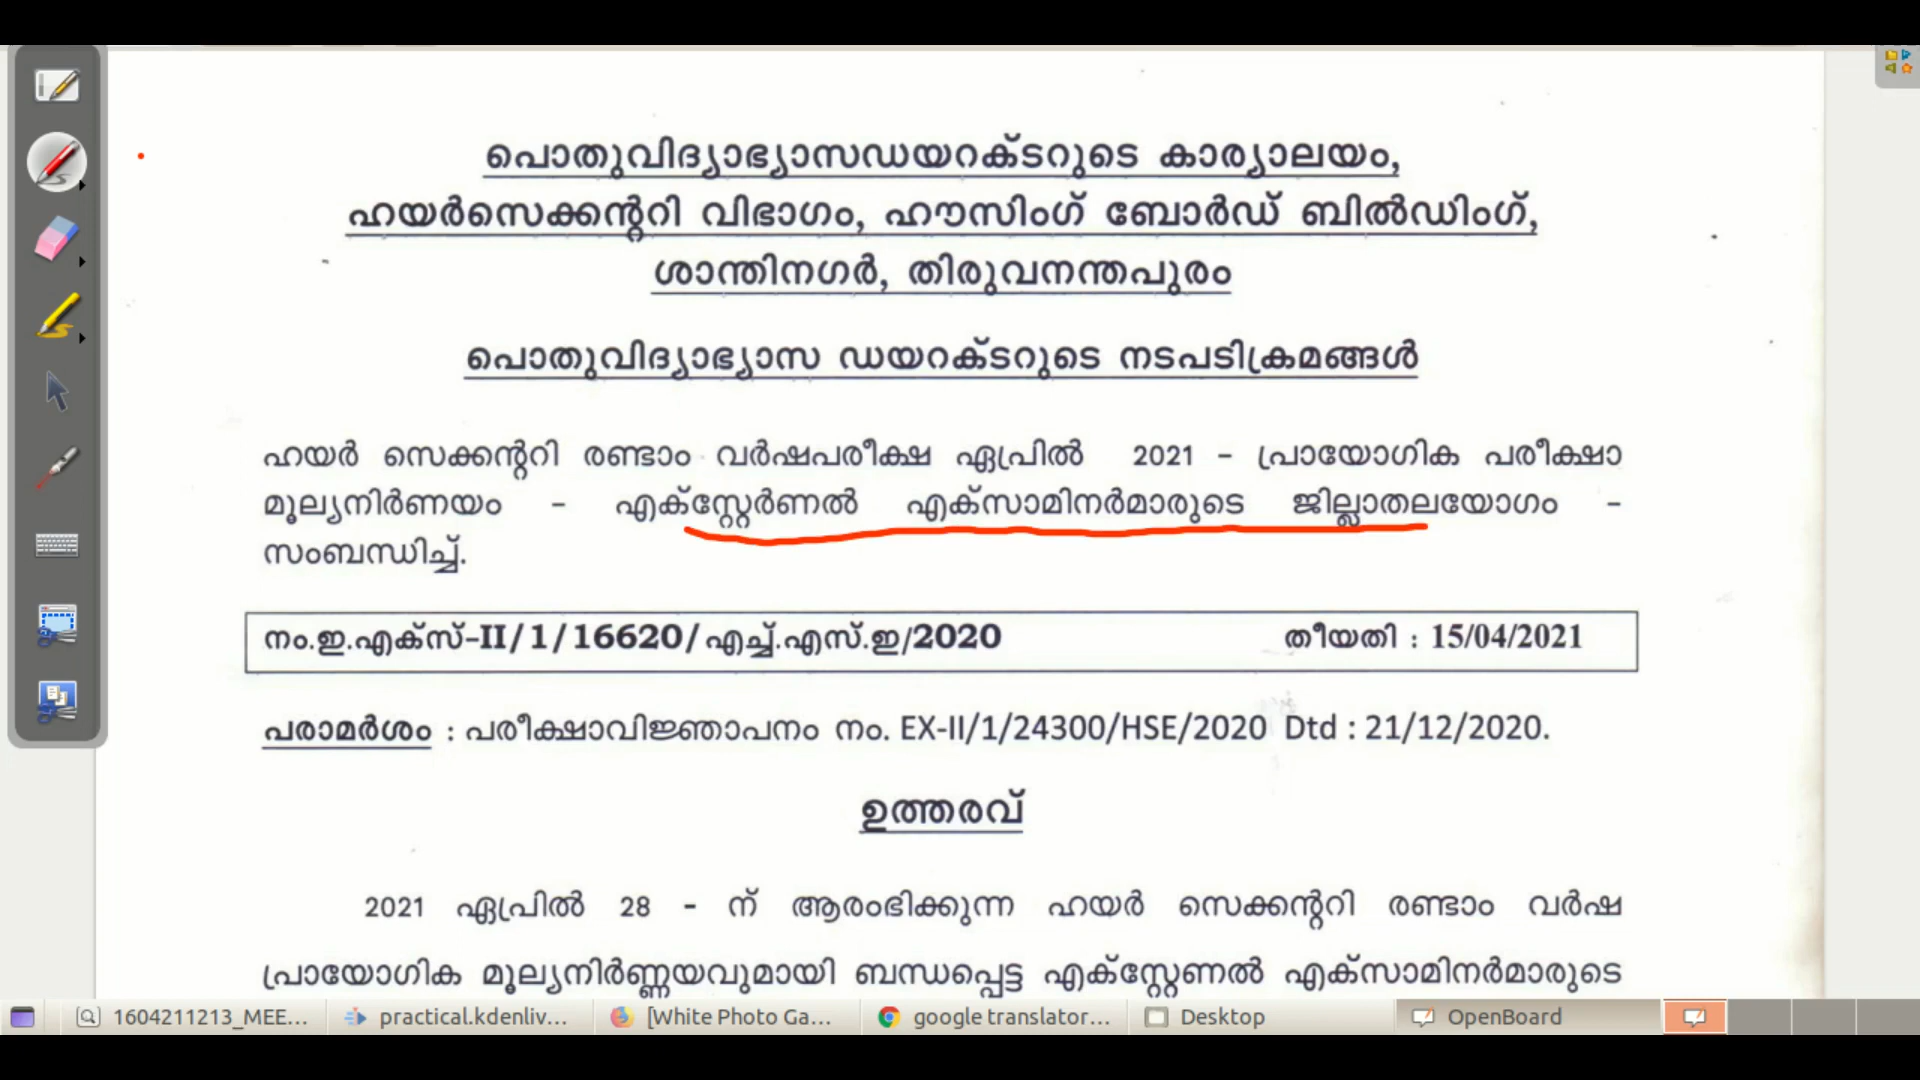 പൊതുവിദ്യാഭ്യാസഡയറക്ടറുടെ കാര്യാലയം,
ഹയർസെക്കന്ററി വിഭാഗം, ഹൗസിംഗ് ബോർഡ് ബിൽഡിംഗ്,
ശാന്തിനഗർ, തിരുവനന്തപുരം
പൊതുവിദ്യാഭ്യാസ ഡയറക്ടറുടെ നടപടിക്രമങ്ങൾ
ഹയർ സെക്കന്ററി രണ്ടാം വർഷപരീക്ഷ ഏപ്രിൽ 2021 – പ്രായോഗിക പരീക്ഷാ
മൂല്യനിർണയം – എക്സ്റ്റേർണൽ എക്സാമിനർമാരുടെ ജില്ലാതലയോഗം –
സംബന്ധിച്ച്.
നം.ഇ.എക്സ്-II/1/16620/എച്ച്.എസ്.ഇ/2020 തീയതി : 15/04/2021
പരാമർശം : പരീക്ഷാവിജ്ഞാപനം നം. EX-II/1/24300/HSE/2020 Dtd : 21/12/2020.
ഉത്തരവ്
2021 ഏപ്രിൽ 28 – ന് ആരംഭിക്കുന്ന ഹയർ സെക്കന്ററി രണ്ടാം വർഷ
പ്രായോഗിക മൂല്യനിർണ്ണയവുമായി ബന്ധപ്പെട്ട എക്സ്റ്റേണൽ എക്സാമിനർമാരുടെ
1604211213_MEE... practical.kdenliv... [White Photo Ga... google translator... Desktop OpenBoard